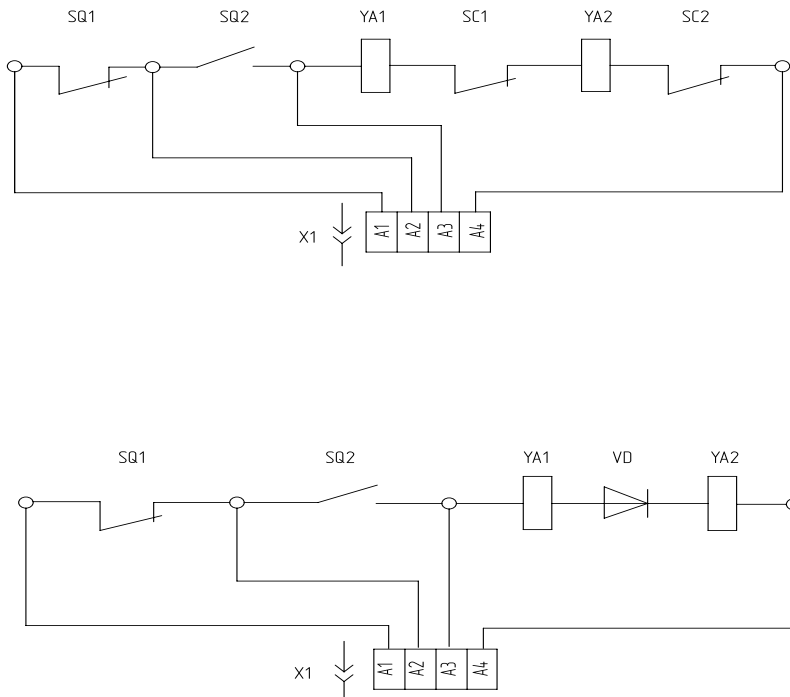 SQ1 SQ2 YA1 SC1 YA2 SC2
X1 A1 A2 A3 A4
SQ1 SQ2 YA1 VD YA2
X1 A1 A2 A3 A4